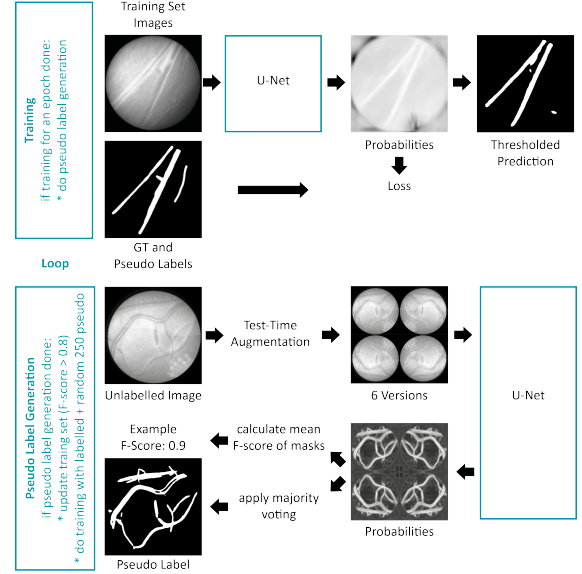 Training Set
Images
Training
if training for an epoch done:
* do pseudo label generation
U-Net
Probabilities
Thresholded
Prediction
Loss
GT and
Pseudo Labels
Loop
Pseudo Label Generation
if pseudo label generation done:
* update traing set (F-score > 0.8)
* do training with labelled + random 250 pseudo
Unlabelled Image
Test-Time
Augmentation
6 Versions
U-Net
Example
F-Score: 0.9
calculate mean
F-score of masks
apply majority
voting
Probabilities
Pseudo Label